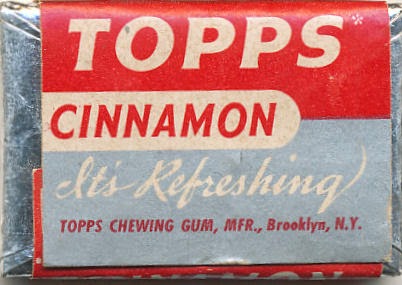 TOPPS*
CINNAMON
It's Refreshing
TOPPS CHEWING GUM, MFR., Brooklyn, N.Y.